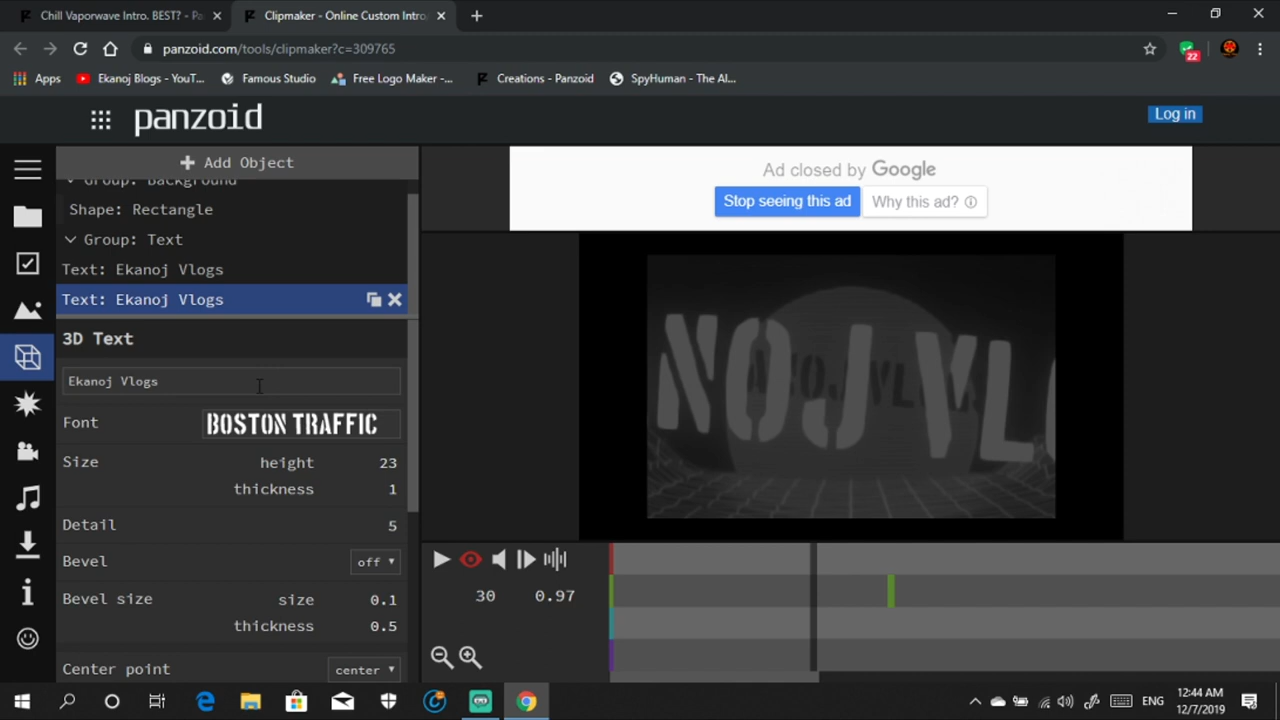 Chill Vaporwave Intro. BEST? - Pa
Clipmaker - Online Custom Intro,
panzoid.com/tools/clipmaker?c=309765
22
Apps
Ekanoj Blogs - YouT...
Famous Studio
Free Logo Maker -...
Creations - Panzoid
SpyHuman - The Al...
panzoid
Log in
Add Object
Group: Background
Shape: Rectangle
Group: Text
Text: Ekanoj Vlogs
Text: Ekanoj Vlogs
3D Text
Ekanoj Vlogs
Font
BOSTON TRAFFIC
Size
height
23
thickness
1
Detail
5
Bevel
off
Bevel size
size
0.1
thickness
0.5
Center point
center
Ad closed by Google
Stop seeing this ad
Why this ad?
NOJ VL
30
0.97
ENG
12:44 AM
12/7/2019